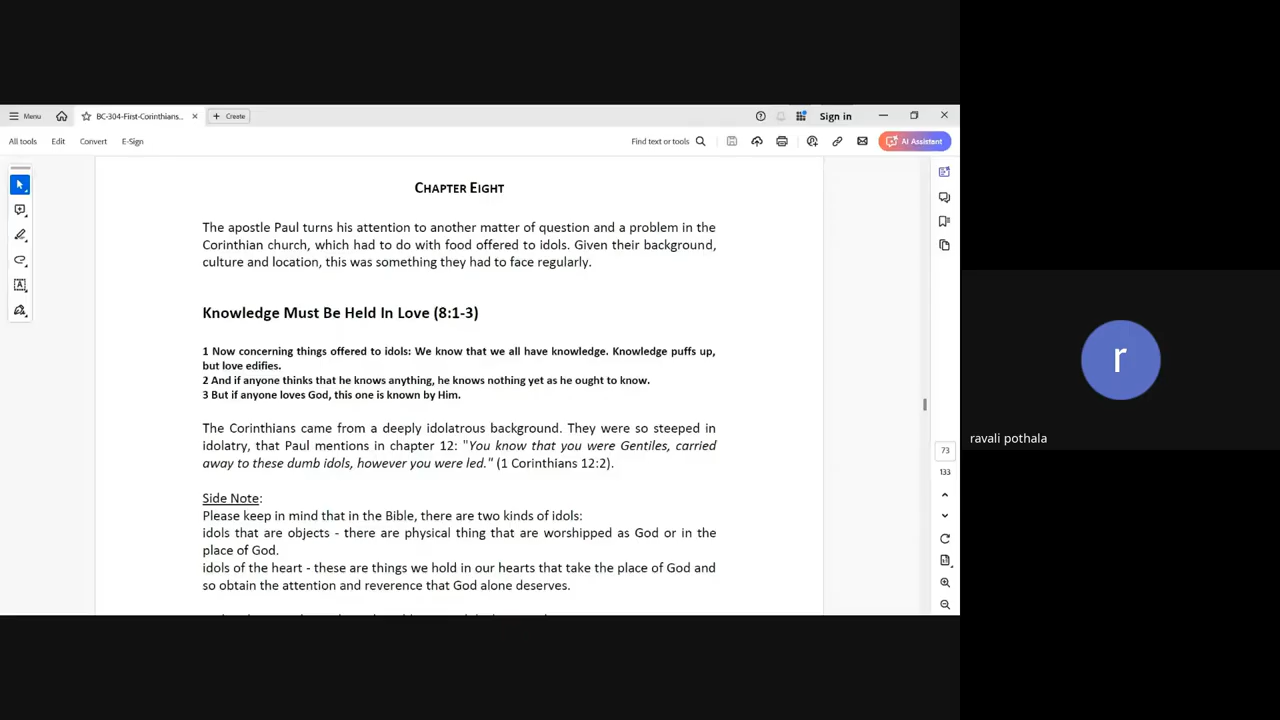 Menu
BC-304-First-Corinthians...
Create
Sign in
All tools
Edit
Convert
E-Sign
Find text or tools
AI Assistant
CHAPTER EIGHT
The apostle Paul turns his attention to another matter of question and a problem in the
Corinthian church, which had to do with food offered to idols. Given their background,
culture and location, this was something they had to face regularly.
Knowledge Must Be Held In Love (8:1-3)
1 Now concerning things offered to idols: We know that we all have knowledge. Knowledge puffs up,
but love edifies.
2 And if anyone thinks that he knows anything, he knows nothing yet as he ought to know.
3 But if anyone loves God, this one is known by Him.
The Corinthians came from a deeply idolatrous background. They were so steeped in
idolatry, that Paul mentions in chapter 12: "You know that you were Gentiles, carried
away to these dumb idols, however you were led." (1 Corinthians 12:2).
Side Note:
Please keep in mind that in the Bible, there are two kinds of idols:
idols that are objects - there are physical thing that are worshipped as God or in the
place of God.
idols of the heart - these are things we hold in our hearts that take the place of God and
so obtain the attention and reverence that God alone deserves.
73
133
r
ravali pothala